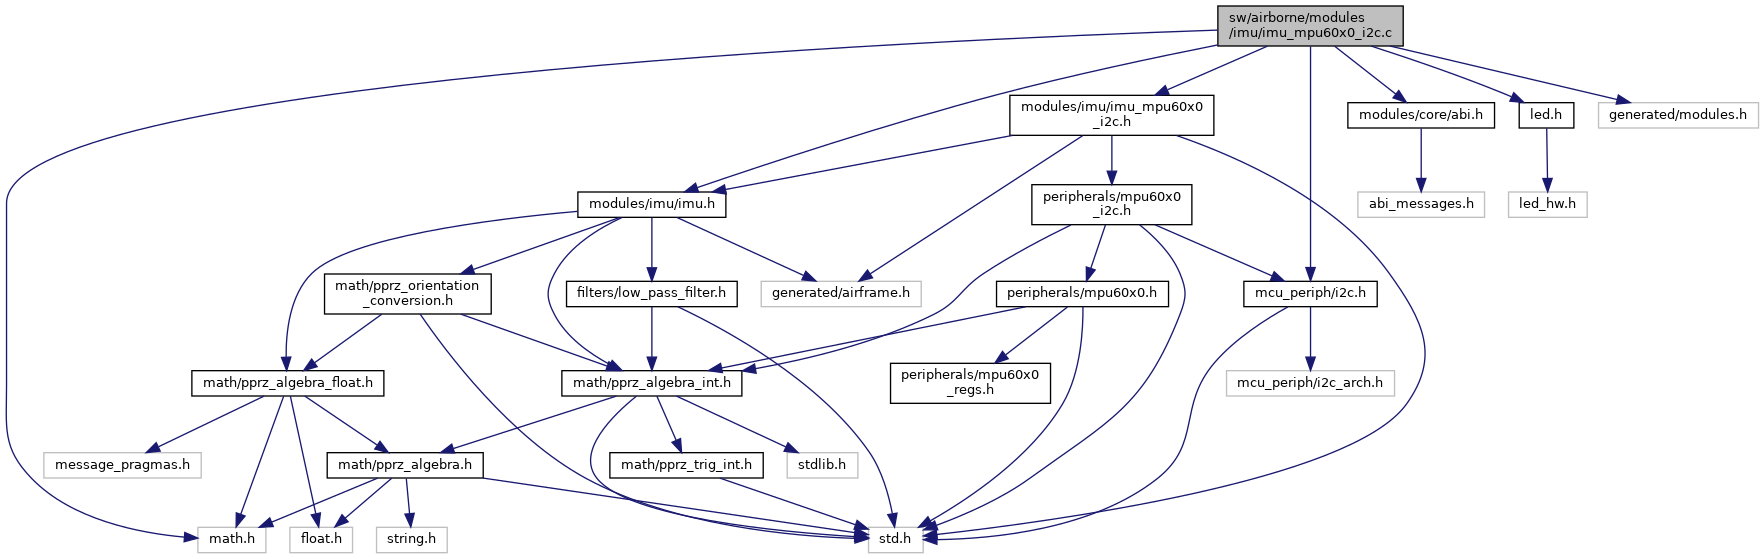 sw/airborne/modules
/imu/imu_mpu60x0_i2c.c
modules/imu/imu_mpu60x0
_i2c.h
modules/core/abi.h
led.h
generated/modules.h
modules/imu/imu.h
peripherals/mpu60x0
_i2c.h
abi_messages.h
led_hw.h
math/pprz_orientation
_conversion.h
filters/low_pass_filter.h
generated/airframe.h
peripherals/mpu60x0.h
mcu_periph/i2c.h
math/pprz_algebra_float.h
math/pprz_algebra_int.h
peripherals/mpu60x0
_regs.h
mcu_periph/i2c_arch.h
message_pragmas.h
math/pprz_algebra.h
math/pprz_trig_int.h
stdlib.h
math.h
float.h
string.h
std.h